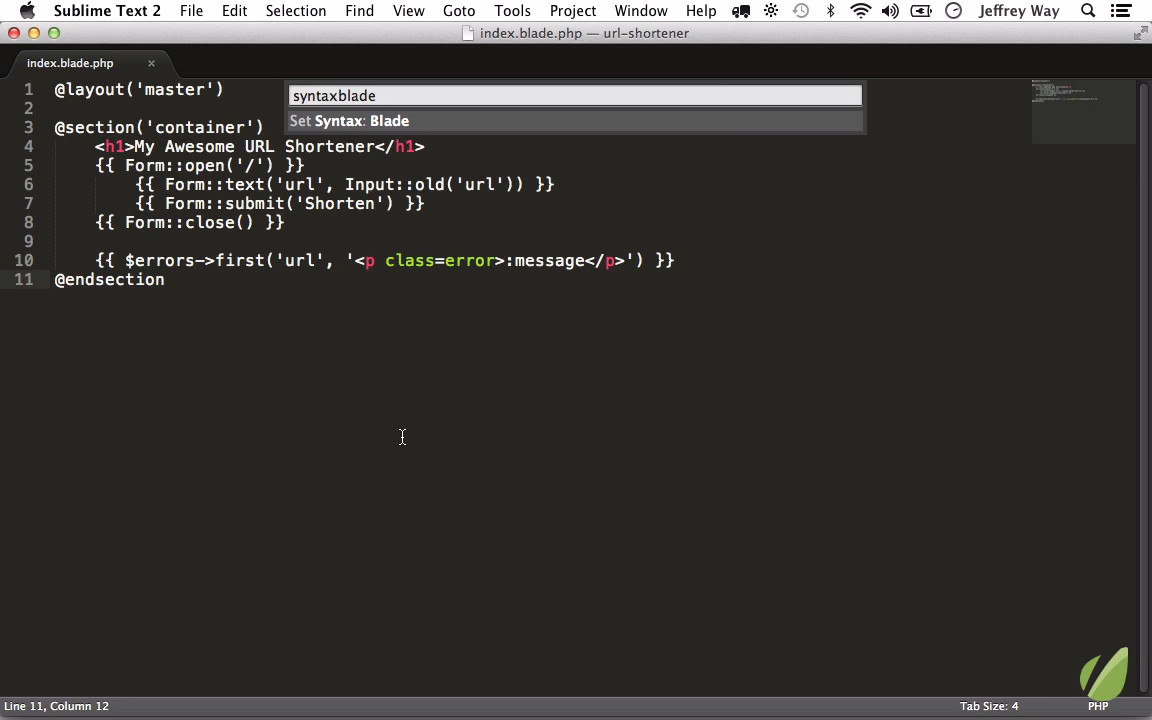 Sublime Text 2 File Edit Selection Find View Goto Tools Project Window Help Jeffrey Way
index.blade.php — url-shortener
index.blade.php ×
syntaxblade
Set Syntax: Blade
1 @layout('master')
2
3 @section('container')
4 <h1>My Awesome URL Shortener</h1>
5 {{ Form::open('/') }}
6 {{ Form::text('url', Input::old('url')) }}
7 {{ Form::submit('Shorten') }}
8 {{ Form::close() }}
9
10 {{ $errors->first('url', '<p class=error>:message</p>') }}
11 @endsection
Line 11, Column 12 Tab Size: 4 PHP